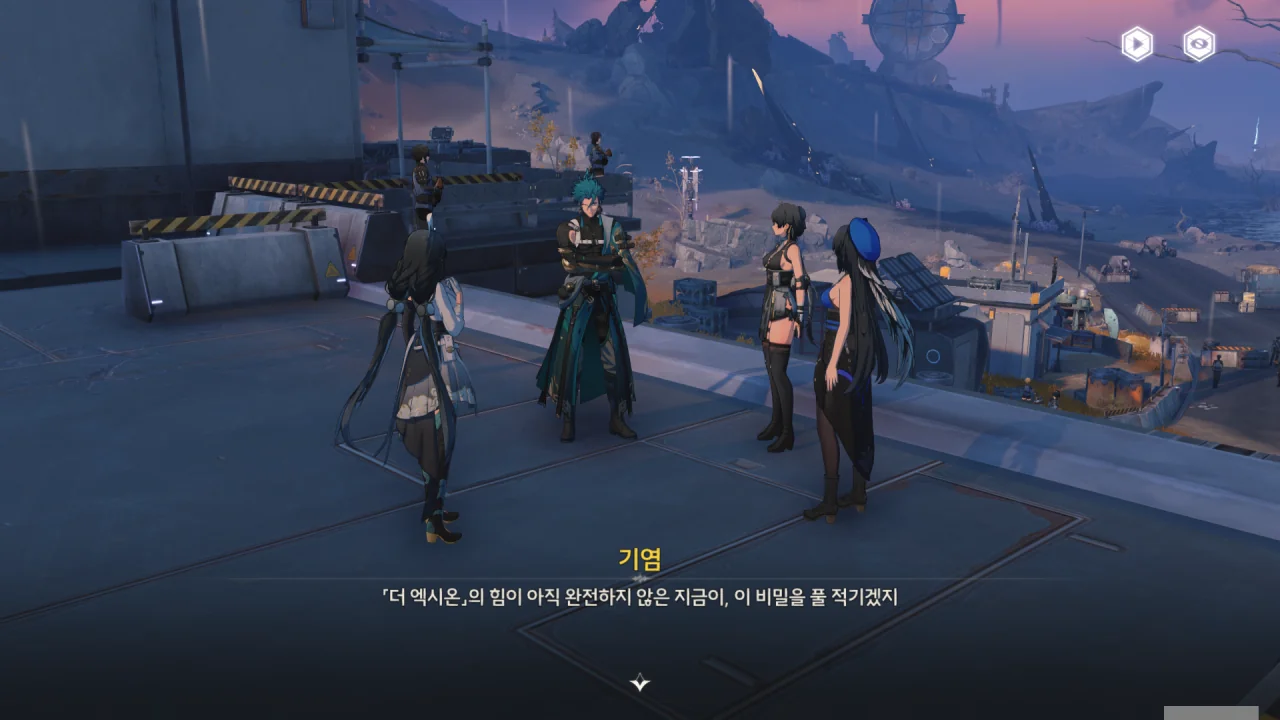 기염
「더 엑시온」의 힘이 아직 완전하지 않은 지금이, 이 비밀을 풀 적기겠지